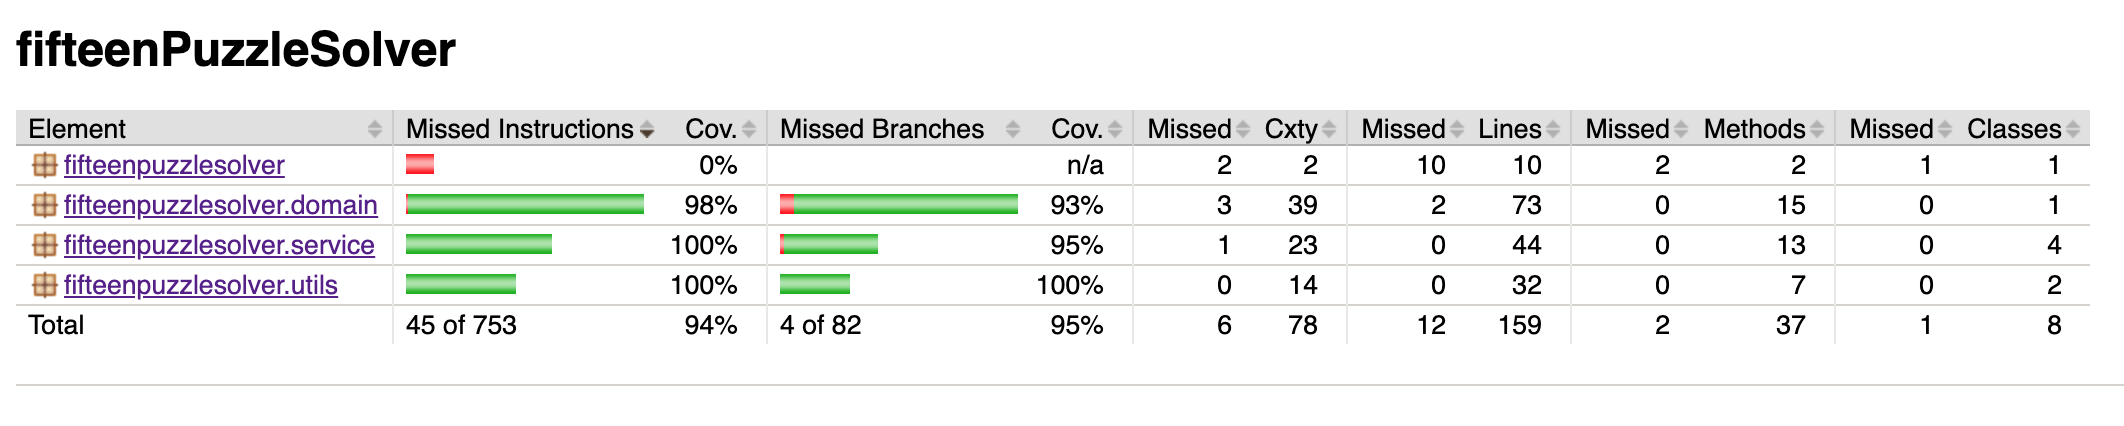 fifteenPuzzleSolver
Element Missed Instructions Cov. Missed Branches Cov. Missed Cxty Missed Lines Missed Methods Missed Classes
fifteenpuzzlesolver 0% n/a 2 2 10 10 2 2 1 1
fifteenpuzzlesolver.domain 98% 93% 3 39 2 73 0 15 0 1
fifteenpuzzlesolver.service 100% 95% 1 23 0 44 0 13 0 4
fifteenpuzzlesolver.utils 100% 100% 0 14 0 32 0 7 0 2
Total 45 of 753 94% 4 of 82 95% 6 78 12 159 2 37 1 8